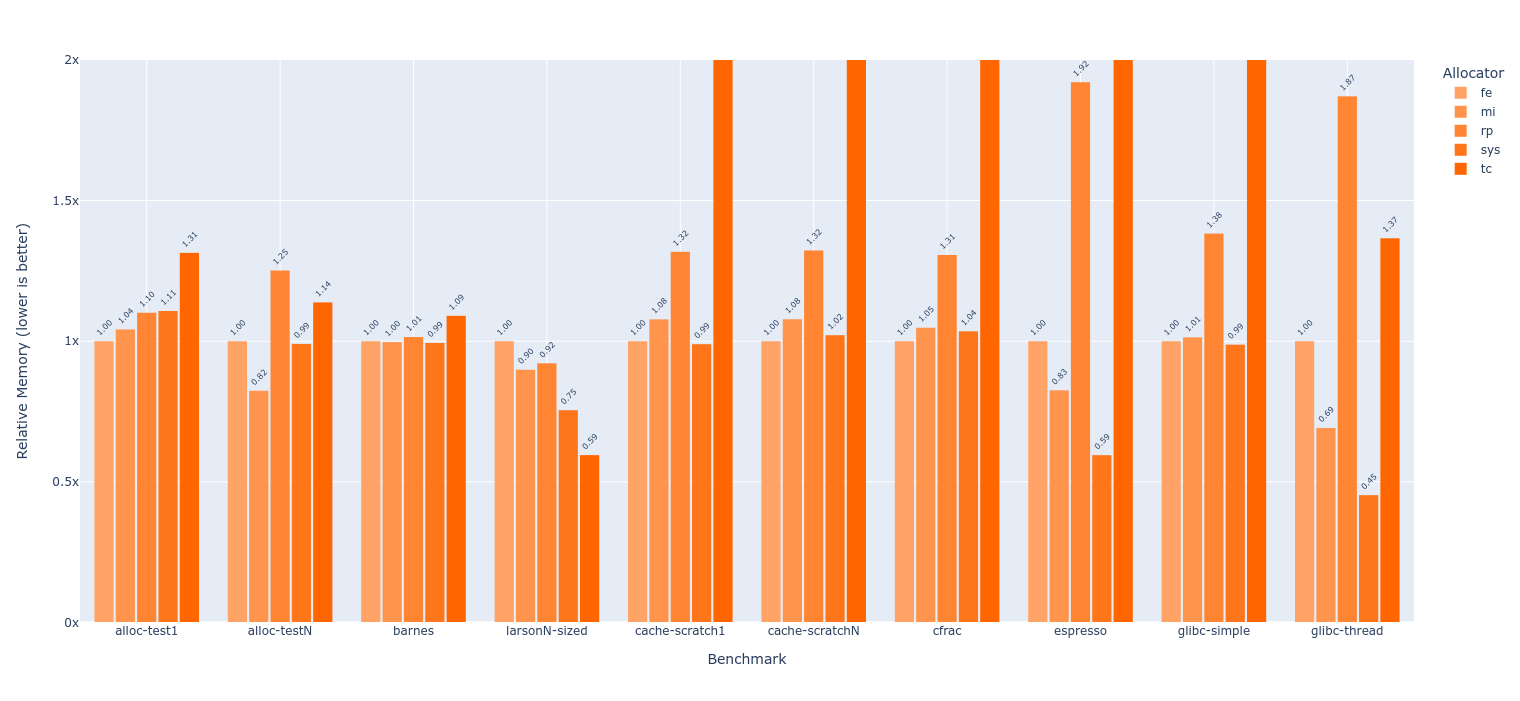 2x
1.5x
1x
0.5x
0x
Relative Memory (lower is better)
1.00 1.04 1.10 1.11 1.31
1.00 0.82 1.25 0.99 1.14
1.00 1.00 1.01 0.99 1.09
1.00 0.90 0.92 0.75 0.59
1.00 1.08 1.32 0.99
1.00 1.08 1.32 1.02
1.00 1.05 1.31 1.04
1.00 0.83 1.92 0.59
1.00 1.01 1.38 0.99
1.00 0.69 1.87 0.45 1.37
alloc-test1 alloc-testN barnes larsonN-sized cache-scratch1 cache-scratchN cfrac espresso glibc-simple glibc-thread
Benchmark
Allocator
fe
mi
rp
sys
tc